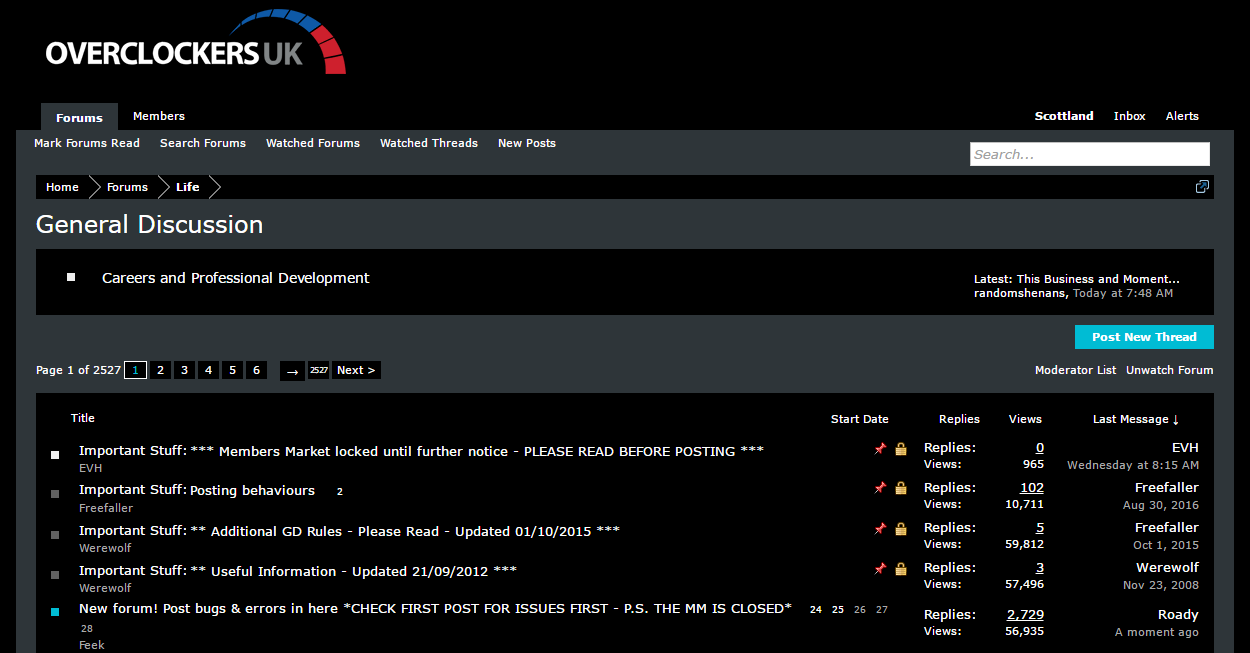 OVERCLOCKERS UK
Forums Members Scottland Inbox Alerts
Mark Forums Read Search Forums Watched Forums Watched Threads New Posts
Search...
Home Forums Life
General Discussion
Careers and Professional Development
Latest: This Business and Moment...
randomshenans, Today at 7:48 AM
Post New Thread
Page 1 of 2527 1 2 3 4 5 6 → 2527 Next >
Moderator List Unwatch Forum
Title Start Date Replies Views Last Message ↓
Important Stuff: *** Members Market locked until further notice - PLEASE READ BEFORE POSTING *** Replies: 0 EVH
EVH Views: 965 Wednesday at 8:15 AM
Important Stuff: Posting behaviours 2 Replies: 102 Freefaller
Freefaller Views: 10,711 Aug 30, 2016
Important Stuff: ** Additional GD Rules - Please Read - Updated 01/10/2015 *** Replies: 5 Freefaller
Werewolf Views: 59,812 Oct 1, 2015
Important Stuff: ** Useful Information - Updated 21/09/2012 *** Replies: 3 Werewolf
Werewolf Views: 57,496 Nov 23, 2008
New forum! Post bugs & errors in here *CHECK FIRST POST FOR ISSUES FIRST - P.S. THE MM IS CLOSED* 24 25 26 27 Replies: 2,729 Roady
28 Views: 56,935 A moment ago
Feek